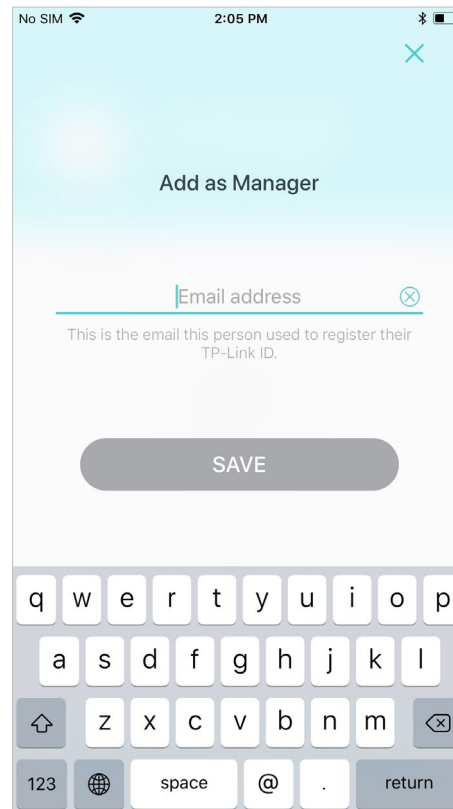 No SIM 2:05 PM
Add as Manager
Email address
This is the email this person used to register their
TP-Link ID.
SAVE
q w e r t y u i o p
a s d f g h j k l
z x c v b n m
123 space @ . return